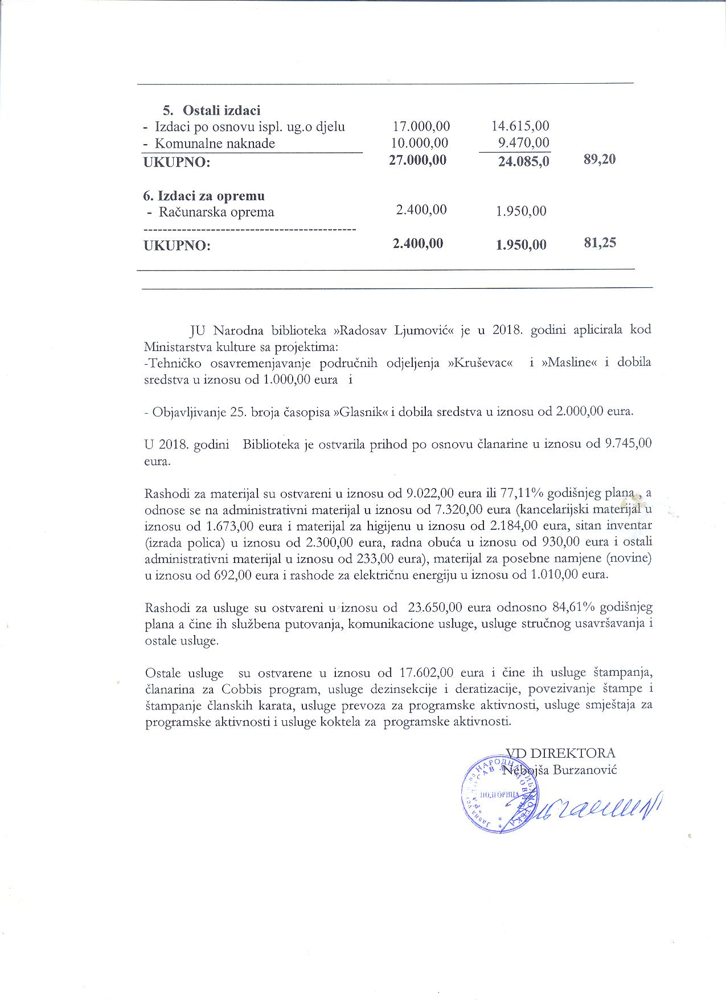 5. Ostali izdaci
- Izdaci po osnovu ispl. ug.o djelu 17.000,00 14.615,00
- Komunalne naknade 10.000,00 9.470,00
UKUPNO: 27.000,00 24.085,0 89,20
6. Izdaci za opremu
- Računarska oprema 2.400,00 1.950,00
------------------------------------------
UKUPNO: 2.400,00 1.950,00 81,25
JU Narodna biblioteka »Radosav Ljumović« je u 2018. godini aplicirala kod
Ministarstva kulture sa projektima:
-Tehničko osavremenjavanje područnih odjeljenja »Kruševac« i »Masline« i dobila
sredstva u iznosu od 1.000,00 eura i
- Objavljivanje 25. broja časopisa »Glasnik« i dobila sredstva u iznosu od 2.000,00 eura.
U 2018. godini Biblioteka je ostvarila prihod po osnovu članarine u iznosu od 9.745,00
eura.
Rashodi za materijal su ostvareni u iznosu od 9.022,00 eura ili 77,11% godišnjeg plana , a
odnose se na administrativni materijal u iznosu od 7.320,00 eura (kancelarijski materijal u
iznosu od 1.673,00 eura i materijal za higijenu u iznosu od 2.184,00 eura, sitan inventar
(izrada polica) u iznosu od 2.300,00 eura, radna obuća u iznosu od 930,00 eura i ostali
administrativni materijal u iznosu od 233,00 eura), materijal za posebne namjene (novine)
u iznosu od 692,00 eura i rashode za električnu energiju u iznosu od 1.010,00 eura.
Rashodi za usluge su ostvareni u iznosu od 23.650,00 eura odnosno 84,61% godišnjeg
plana a čine ih službena putovanja, komunikacione usluge, usluge stručnog usavršavanja i
ostale usluge.
Ostale usluge su ostvarene u iznosu od 17.602,00 eura i čine ih usluge štampanja,
članarina za Cobbis program, usluge dezinsekcije i deratizacije, povezivanje štampe i
štampanje članskih karata, usluge prevoza za programske aktivnosti, usluge smještaja za
programske aktivnosti i usluge koktela za programske aktivnosti.
VD DIREKTORA
Nebojša Burzanović
НАРОДНА БИБЛИОТЕКА
ПОДГОРИЦА